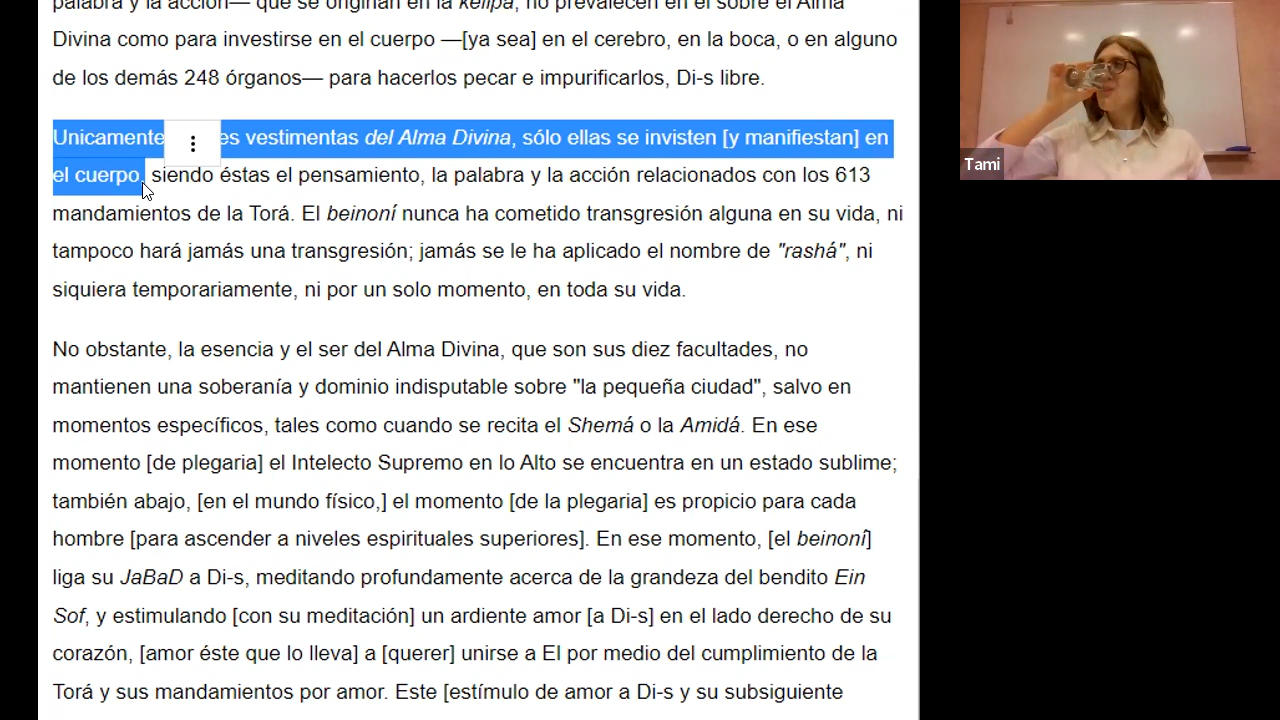 palabra y la acción— que se originan en la kelipá, no prevalecen en él sobre el Alma
Divina como para investirse en el cuerpo —[ya sea] en el cerebro, en la boca, o en alguno
de los demás 248 órganos— para hacerlos pecar e impurificarlos, Di-s libre.
Unicamente es vestimentas del Alma Divina, sólo ellas se invisten [y manifiestan] en
el cuerpo, siendo éstas el pensamiento, la palabra y la acción relacionados con los 613
mandamientos de la Torá. El beinoní nunca ha cometido transgresión alguna en su vida, ni
tampoco hará jamás una transgresión; jamás se le ha aplicado el nombre de "rashá", ni
siquiera temporariamente, ni por un solo momento, en toda su vida.
No obstante, la esencia y el ser del Alma Divina, que son sus diez facultades, no
mantienen una soberanía y dominio indisputable sobre "la pequeña ciudad", salvo en
momentos específicos, tales como cuando se recita el Shemá o la Amidá. En ese
momento [de plegaria] el Intelecto Supremo en lo Alto se encuentra en un estado sublime;
también abajo, [en el mundo físico,] el momento [de la plegaria] es propicio para cada
hombre [para ascender a niveles espirituales superiores]. En ese momento, [el beinoní]
liga su JaBaD a Di-s, meditando profundamente acerca de la grandeza del bendito Ein
Sof, y estimulando [con su meditación] un ardiente amor [a Di-s] en el lado derecho de su
corazón, [amor éste que lo lleva] a [querer] unirse a El por medio del cumplimiento de la
Torá y sus mandamientos por amor. Este [estímulo de amor a Di-s y su subsiguiente
Tami